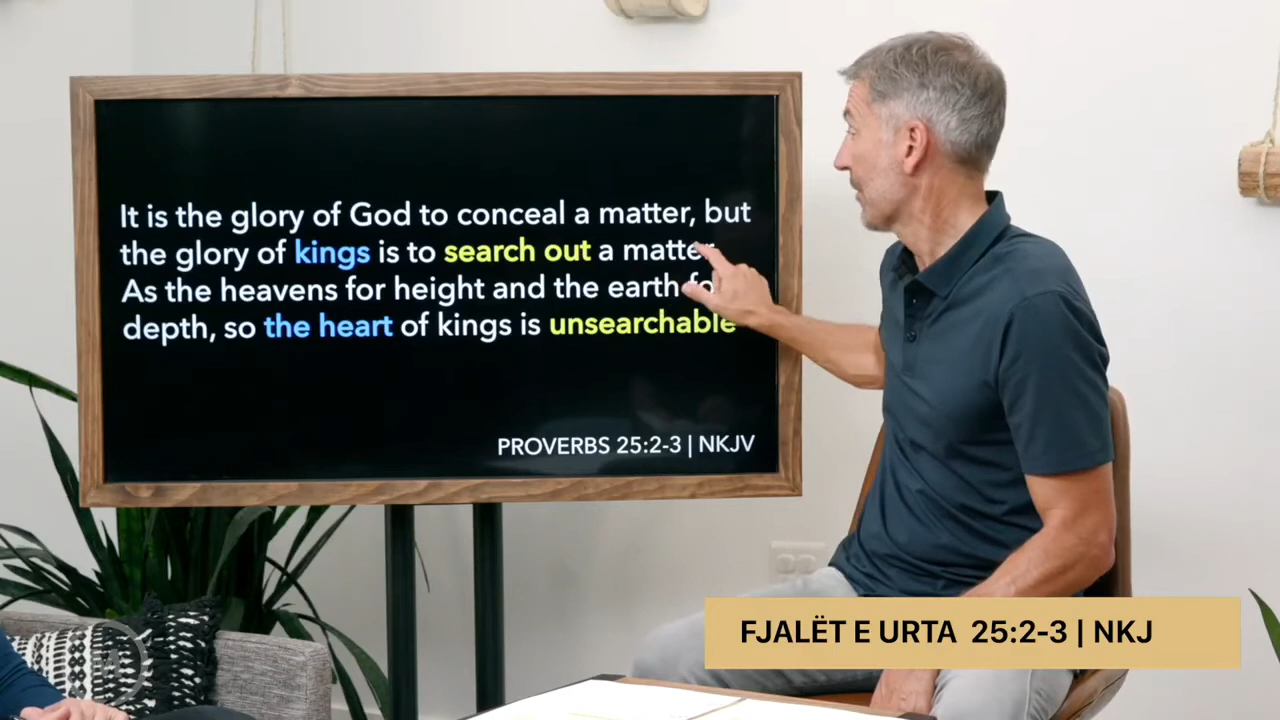 It is the glory of God to conceal a matter, but
the glory of kings is to search out a matter
As the heavens for height and the earth
depth, so the heart of kings is unsearchable
PROVERBS 25:2-3 | NKJV
FJALËT E URTA 25:2-3 | NKJ